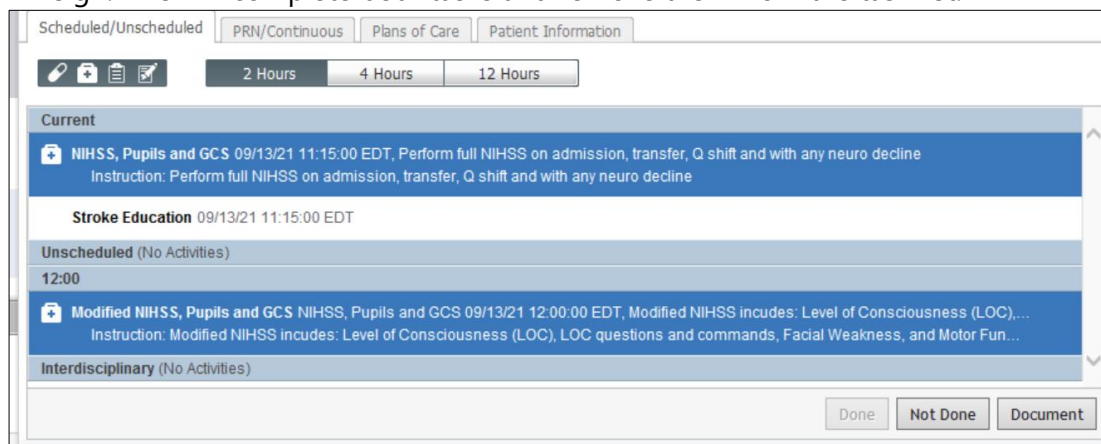 Scheduled/Unscheduled PRN/Continuous Plans of Care Patient Information
2 Hours 4 Hours 12 Hours
Current
NIHSS, Pupils and GCS 09/13/21 11:15:00 EDT, Perform full NIHSS on admission, transfer, Q shift and with any neuro decline
Instruction: Perform full NIHSS on admission, transfer, Q shift and with any neuro decline
Stroke Education 09/13/21 11:15:00 EDT
Unscheduled (No Activities)
12:00
Modified NIHSS, Pupils and GCS NIHSS, Pupils and GCS 09/13/21 12:00:00 EDT, Modified NIHSS incudes: Level of Consciousness (LOC),...
Instruction: Modified NIHSS incudes: Level of Consciousness (LOC), LOC questions and commands, Facial Weakness, and Motor Fun...
Interdisciplinary (No Activities)
Done Not Done Document